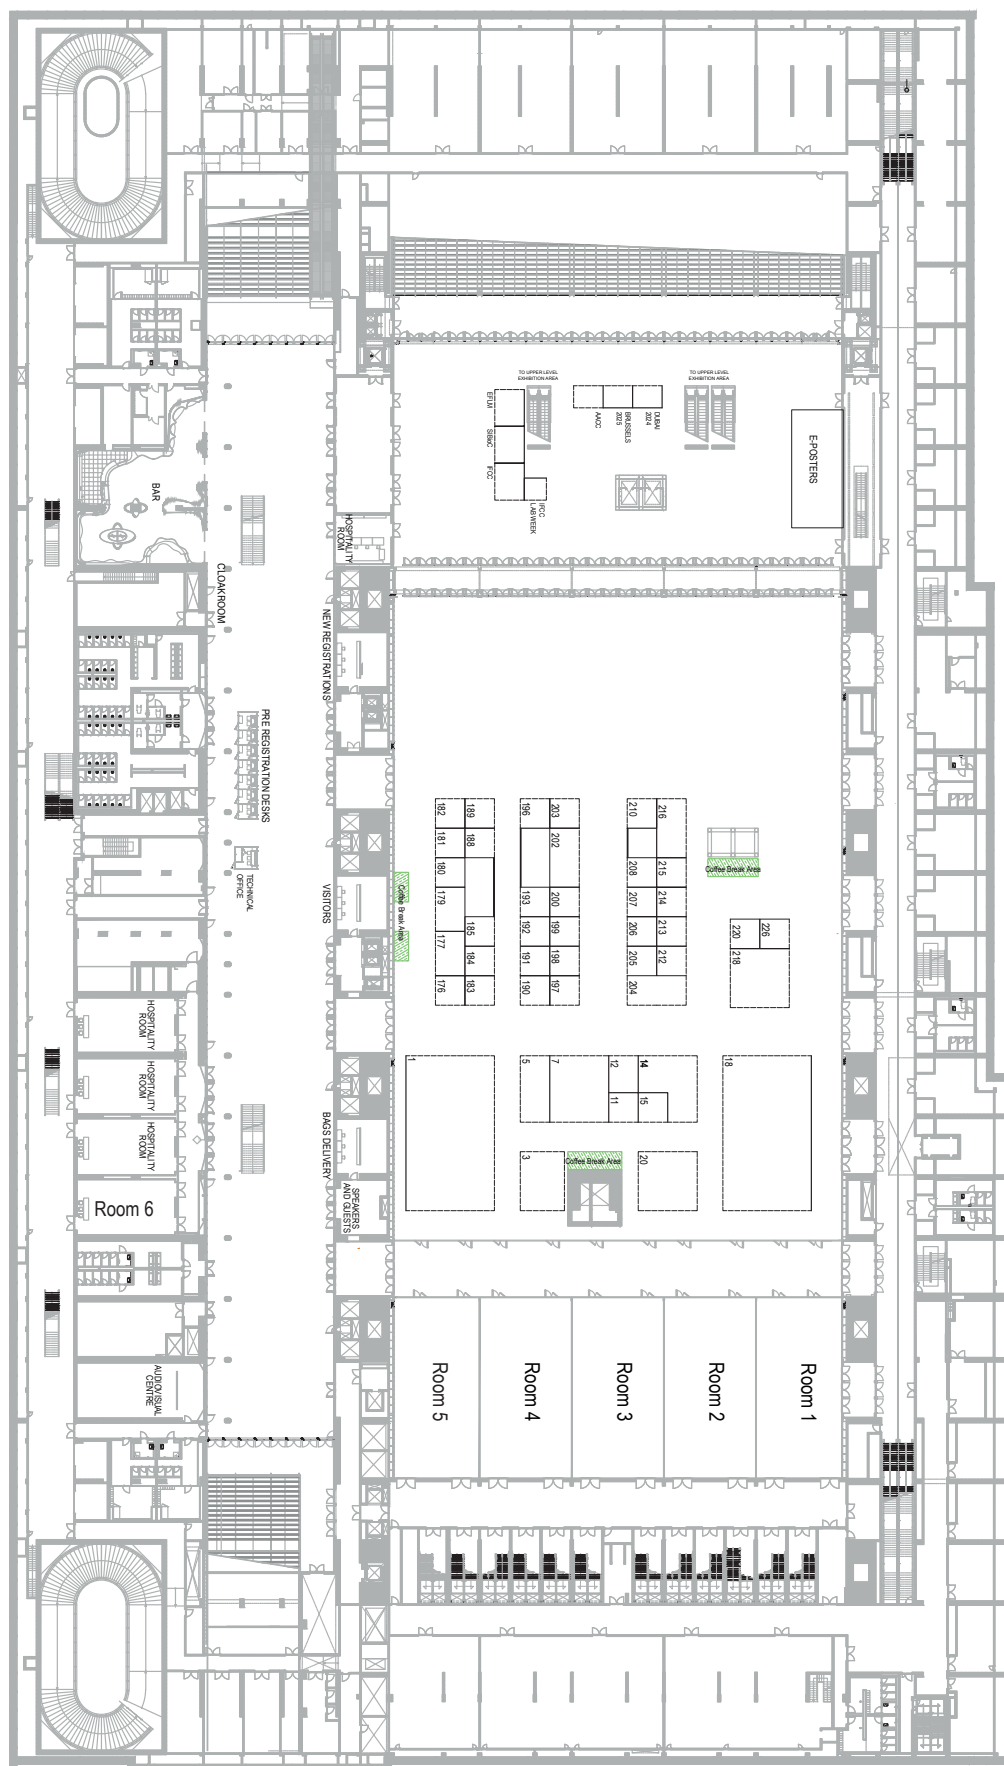 TO UPPER LEVEL
EXHIBITION AREA
TO UPPER LEVEL
EXHIBITION AREA
EFLM
SIBioC
IFCC
IFCC
LABWEEK
AACC
BRUSSELS
2025
DUBAI
2024
E-POSTERS
BAR
HOSPITALITY
ROOM
CLOAKROOM
NEW REGISTRATIONS
PRE REGISTRATION DESKS
TECHNICAL
OFFICE
VISITORS
Coffee Break Area
Coffee Break Area
182
189
181
188
180
179
185
177
184
176
183
196
203
202
193
200
192
199
191
198
190
197
210
216
208
215
207
214
206
213
205
212
204
220
226
218
HOSPITALITY
ROOM
HOSPITALITY
ROOM
HOSPITALITY
ROOM
Room 6
BAGS DELIVERY
SPEAKERS
AND GUESTS
1
5
7
12
14
11
15
18
3
Coffee Break Area
20
AUDIOVISUAL
CENTRE
Room 5
Room 4
Room 3
Room 2
Room 1